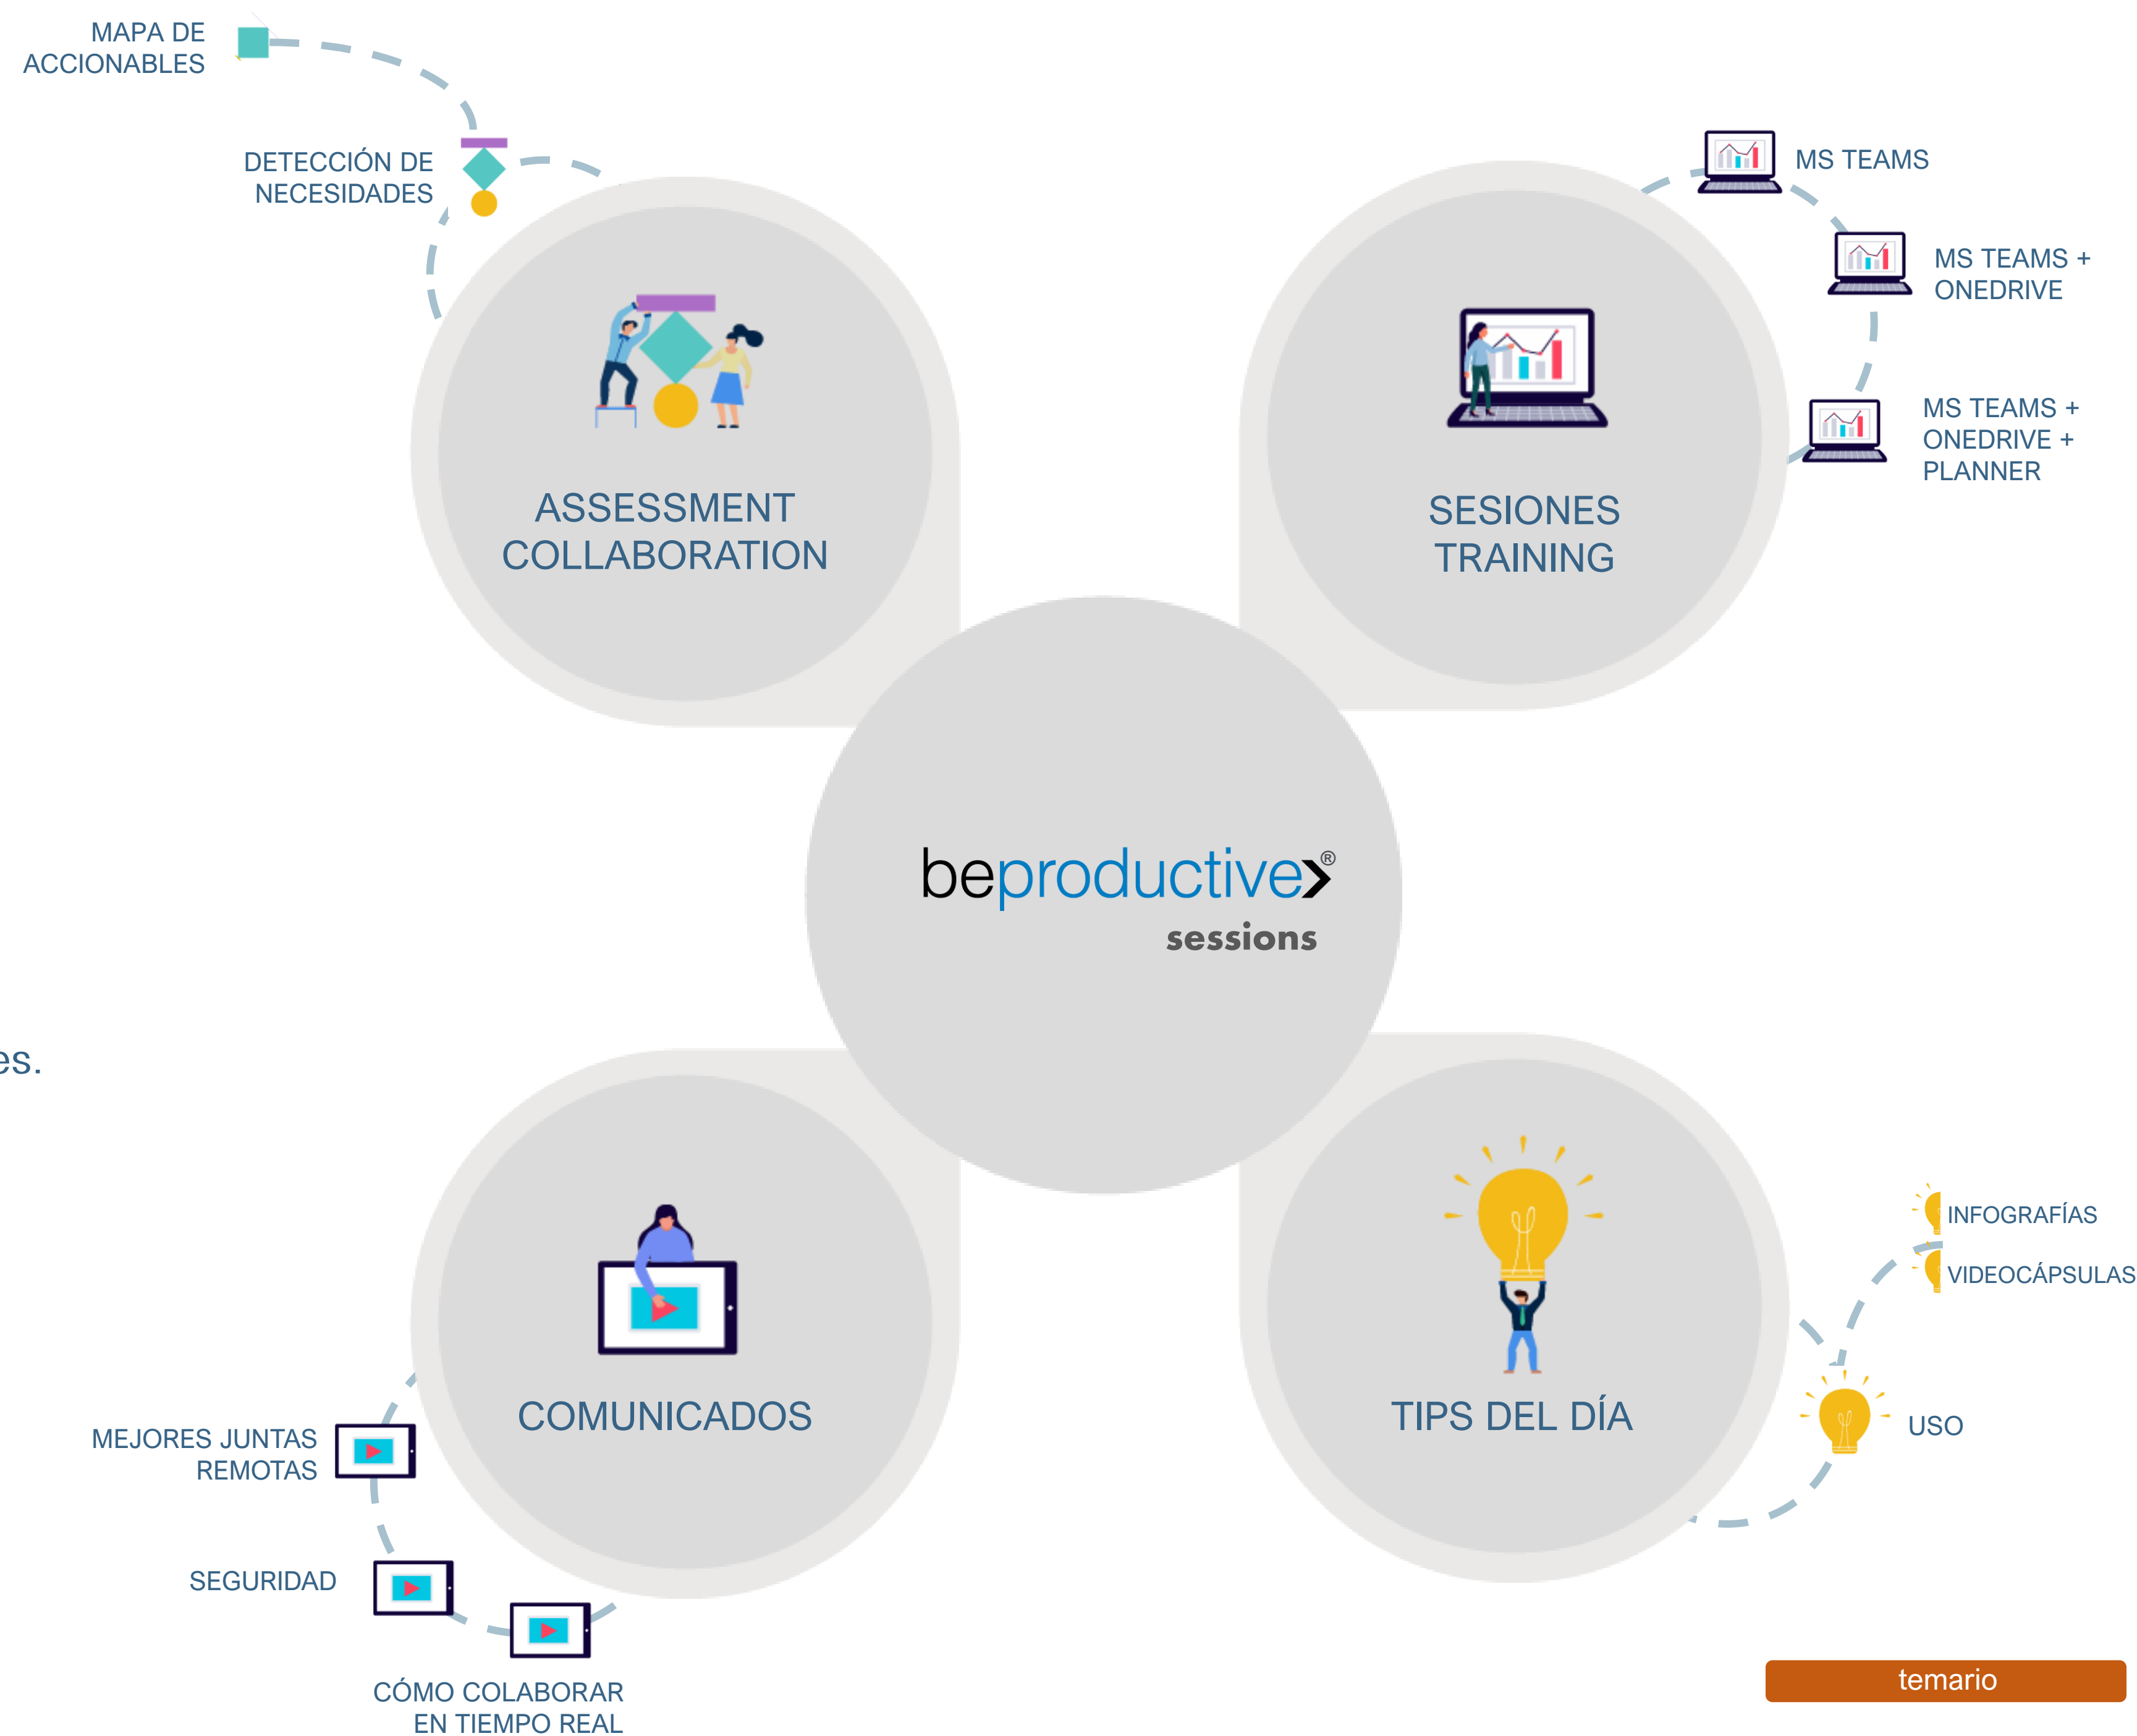 MAPA DE
ACCIONABLES
DETECCIÓN DE
NECESIDADES
ASSESSMENT
COLLABORATION
MS TEAMS
MS TEAMS +
ONEDRIVE
MS TEAMS +
ONEDRIVE +
PLANNER
SESIONES
TRAINING
beproductive®
sessions
es.
COMUNICADOS
MEJORES JUNTAS
REMOTAS
SEGURIDAD
CÓMO COLABORAR
EN TIEMPO REAL
TIPS DEL DÍA
INFOGRAFÍAS
VIDEOCÁPSULAS
USO
temario